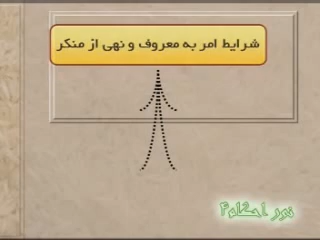 شرایط امر به معروف و نهی از منکر
نور احکام ۴